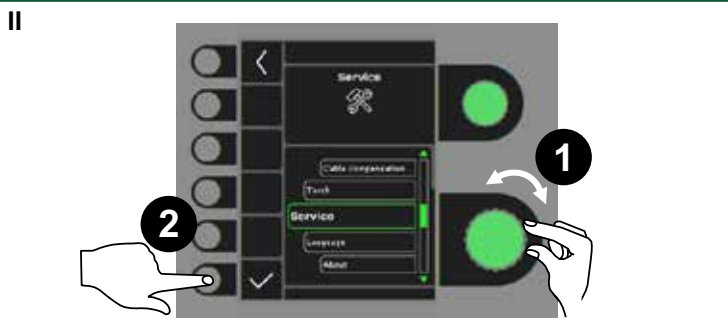 II
Service
Cable compensation
Torch
Service
Language
About
1
2